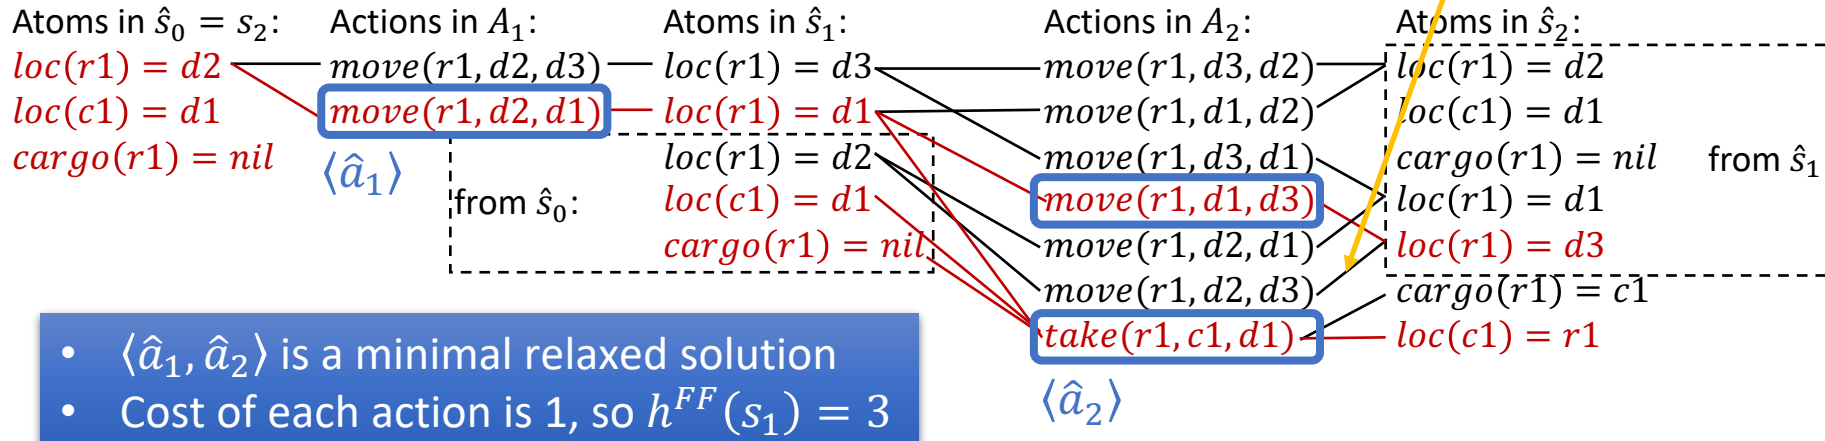 Atoms in ŝ₀ = s₂:
loc(r1) = d2
loc(c1) = d1
cargo(r1) = nil
Actions in A₁:
move(r1, d2, d3)
move(r1, d2, d1)
⟨â₁⟩
from ŝ₀:
Atoms in ŝ₁:
loc(r1) = d3
loc(r1) = d1
loc(r1) = d2
loc(c1) = d1
cargo(r1) = nil
Actions in A₂:
move(r1, d3, d2)
move(r1, d1, d2)
move(r1, d3, d1)
move(r1, d1, d3)
move(r1, d2, d1)
move(r1, d2, d3)
take(r1, c1, d1)
⟨â₂⟩
Atoms in ŝ₂:
loc(r1) = d2
loc(c1) = d1
cargo(r1) = nil
loc(r1) = d1
loc(r1) = d3
cargo(r1) = c1
loc(c1) = r1
from ŝ₁
• ⟨â₁, â₂⟩ is a minimal relaxed solution
• Cost of each action is 1, so h^FF(s₁) = 3